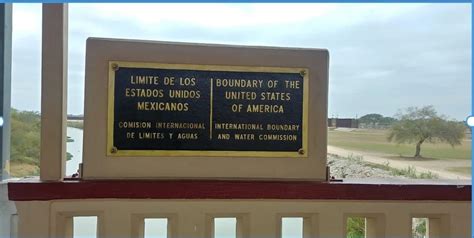 LIMITE DE LOS
ESTADOS UNIDOS
MEXICANOS
COMISION INTERNACIONAL
DE LIMITES Y AGUAS
BOUNDARY OF THE
UNITED STATES
OF AMERICA
INTERNATIONAL BOUNDARY
AND WATER COMMISSION